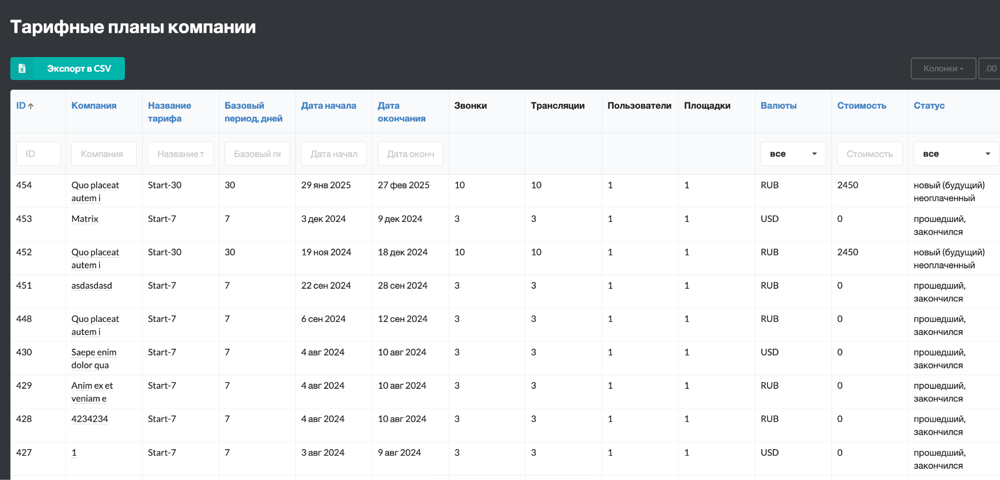 Тарифные планы компании
Экспорт в CSV
Колонки
.00
ID Компания Название тарифа Базовый период, дней Дата начала Дата окончания Звонки Трансляции Пользователи Площадки Валюты Стоимость Статус
ID Компания Название т Базовый пе Дата начал Дата оконч все Стоимость все
454 Quo placeat autem i Start-30 30 29 янв 2025 27 фев 2025 10 10 1 1 RUB 2450 новый (будущий) неоплаченный
453 Matrix Start-7 7 3 дек 2024 9 дек 2024 3 3 1 1 USD 0 прошедший, закончился
452 Quo placeat autem i Start-30 30 19 ноя 2024 18 дек 2024 10 10 1 1 RUB 2450 новый (будущий) неоплаченный
451 asdasdasd Start-7 7 22 сен 2024 28 сен 2024 3 3 1 1 RUB 0 прошедший, закончился
448 Quo placeat autem i Start-7 7 6 сен 2024 12 сен 2024 3 3 1 1 RUB 0 прошедший, закончился
430 Saepe enim dolor qua Start-7 7 4 авг 2024 10 авг 2024 3 3 1 1 USD 0 прошедший, закончился
429 Anim ex et veniam e Start-7 7 4 авг 2024 10 авг 2024 3 3 1 1 RUB 0 прошедший, закончился
428 4234234 Start-7 7 4 авг 2024 10 авг 2024 3 3 1 1 RUB 0 прошедший, закончился
427 1 Start-7 7 3 авг 2024 9 авг 2024 3 3 1 1 USD 0 прошедший, закончился